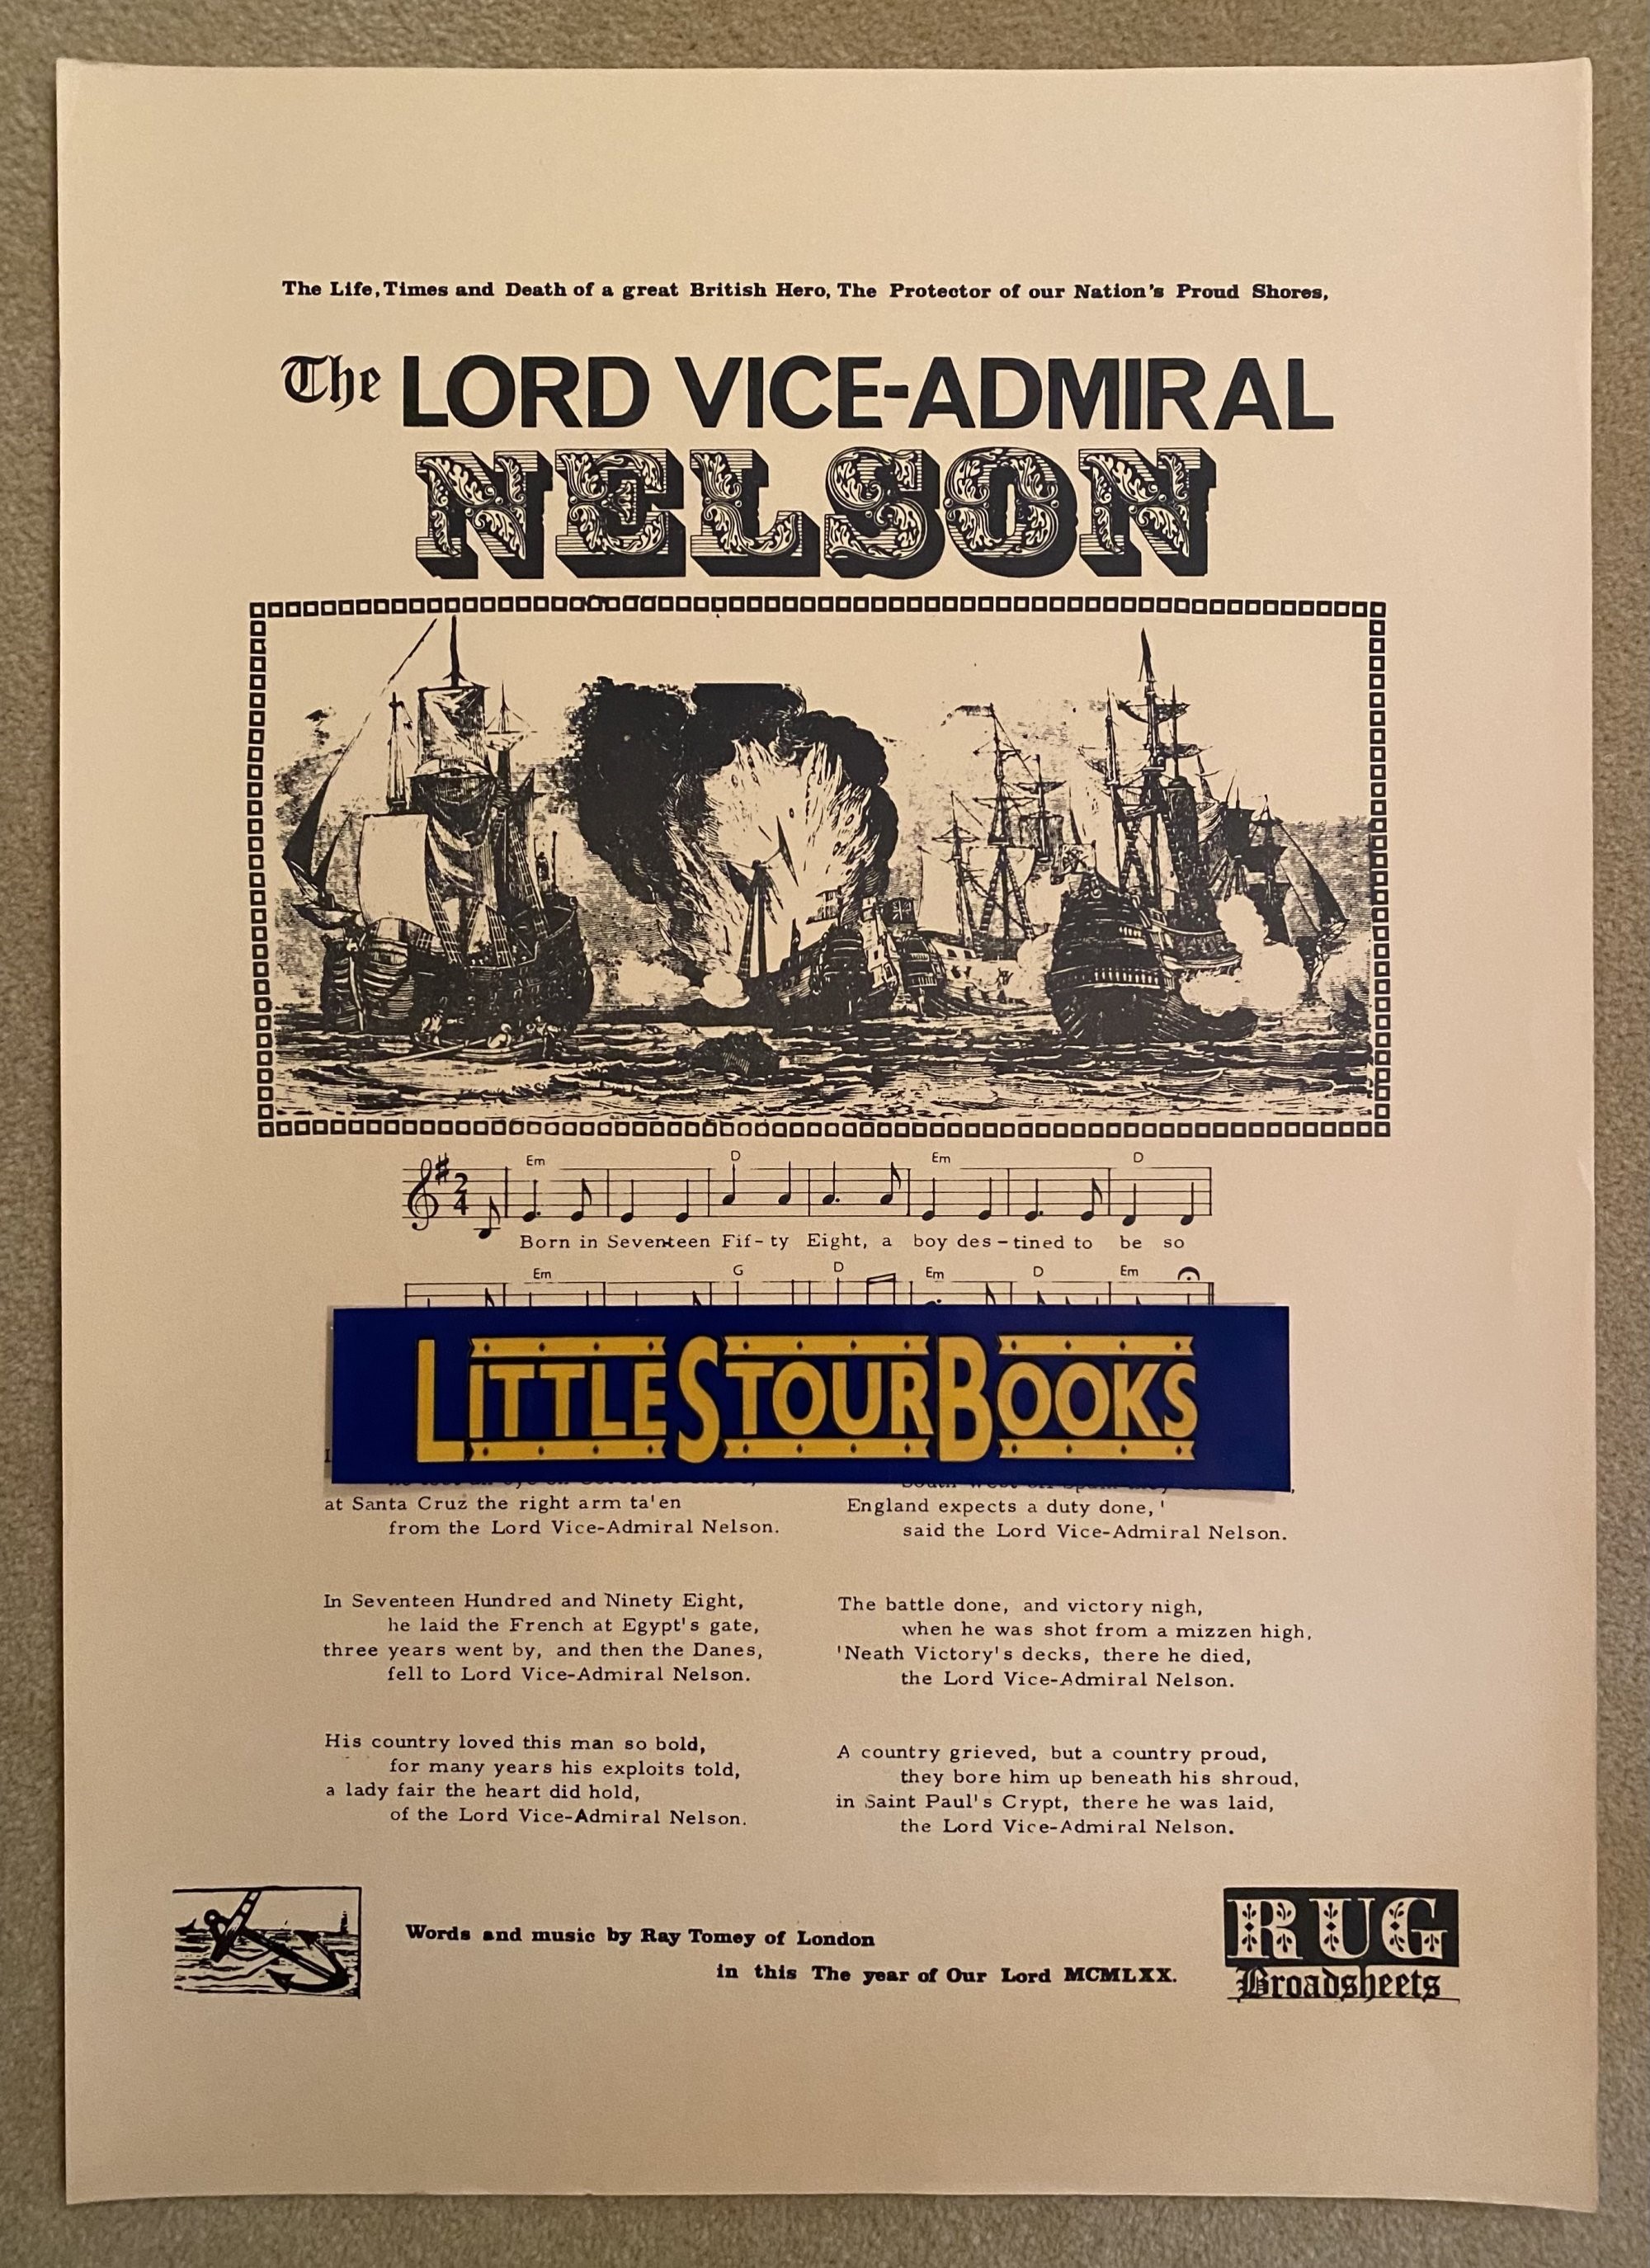 The Life, Times and Death of a great British Hero, The Protector of our Nation's Proud Shores,
The LORD VICE-ADMIRAL
NELSON
Em D Em D
2
4
Born in Seventeen Fif-ty Eight, a boy des-tined to be so
Em G D Em D Em
LITTLE STOUR BOOKS
at Santa Cruz the right arm ta'en
from the Lord Vice-Admiral Nelson.
In Seventeen Hundred and Ninety Eight,
he laid the French at Egypt's gate,
three years went by, and then the Danes,
fell to Lord Vice-Admiral Nelson.
His country loved this man so bold,
for many years his exploits told,
a lady fair the heart did hold,
of the Lord Vice-Admiral Nelson.
England expects a duty done,'
said the Lord Vice-Admiral Nelson.
The battle done, and victory nigh,
when he was shot from a mizzen high,
'Neath Victory's decks, there he died,
the Lord Vice-Admiral Nelson.
A country grieved, but a country proud,
they bore him up beneath his shroud,
in Saint Paul's Crypt, there he was laid,
the Lord Vice-Admiral Nelson.
Words and music by Ray Tomey of London
in this The year of Our Lord MCMLXX.
RUG
Broadsheets